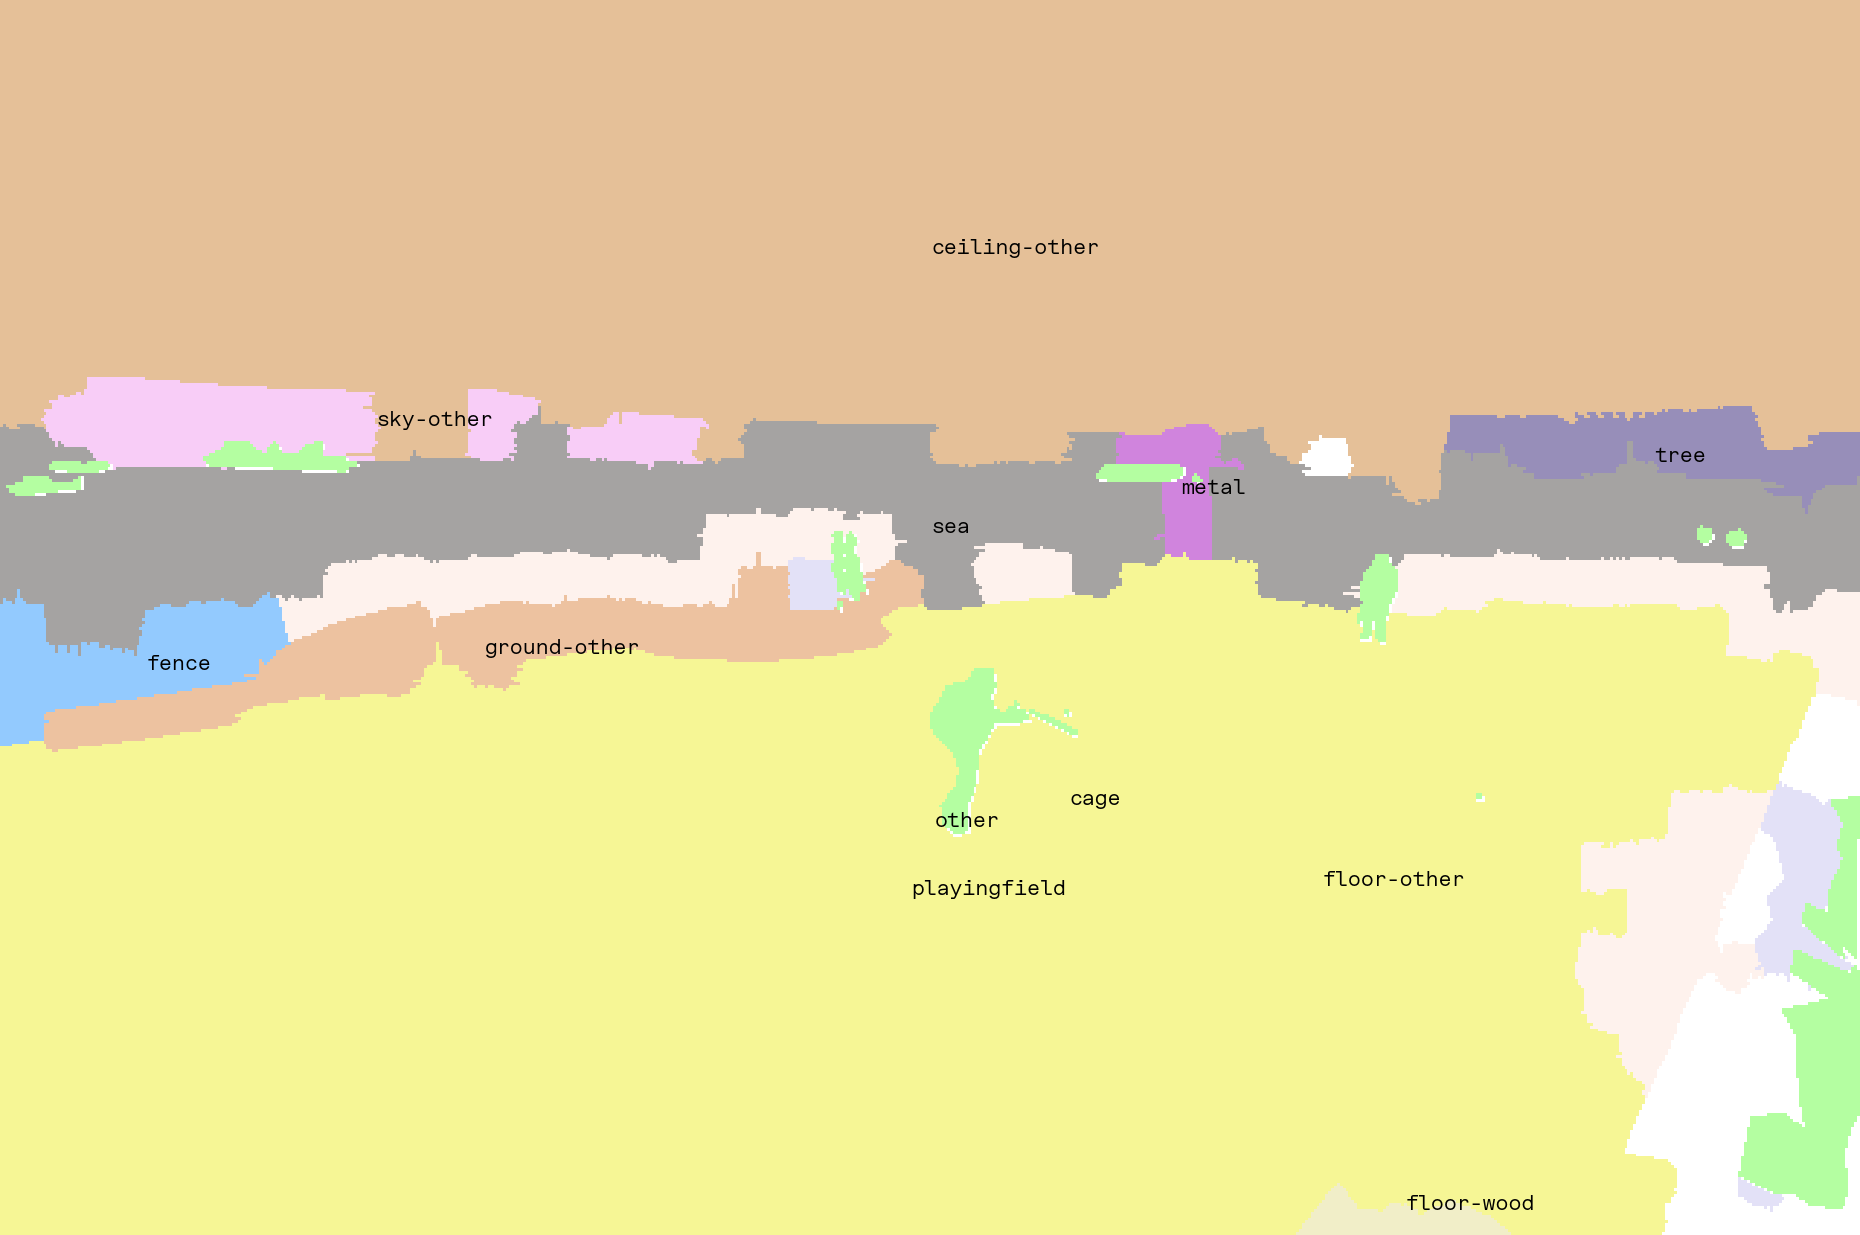 ceiling-other
sky-other
tree
metal
sea
ground-other
fence
cage
other
floor-other
playingfield
floor-wood